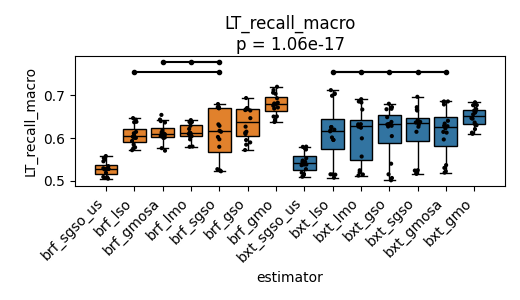 LT_recall_macro
p = 1.06e-17
LT_recall_macro
0.7
0.6
0.5
brf_sgso_us
brf_lso
brf_gmosa
brf_lmo
brf_sgso
brf_gso
brf_gmo
bxt_sgso_us
bxt_lso
bxt_lmo
bxt_gso
bxt_sgso
bxt_gmosa
bxt_gmo
estimator